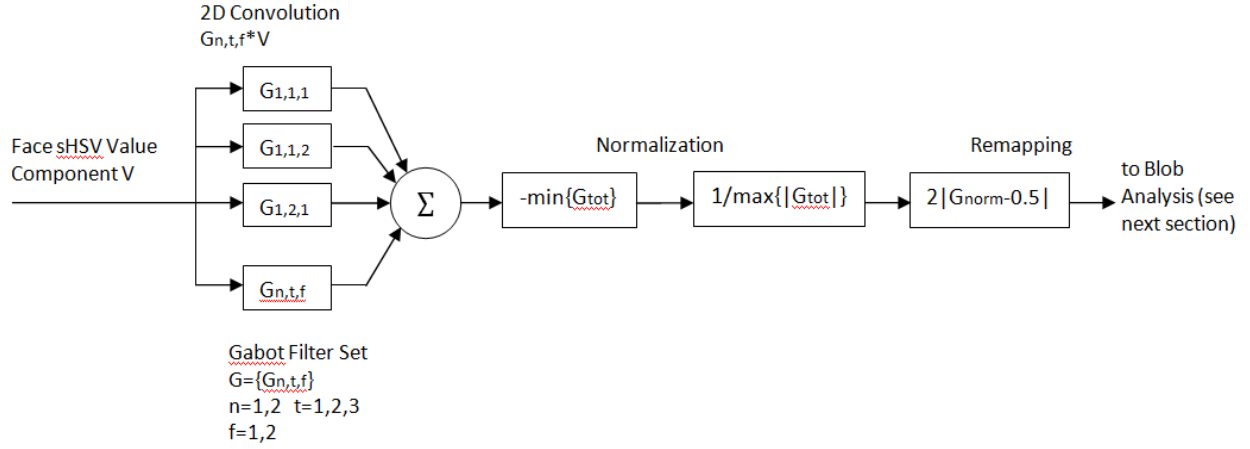 2D Convolution
Gn,t,f*V
G1,1,1
Face sHSV Value
Component V
G1,1,2
G1,2,1
Gn,t,f
Σ
Normalization
-min{Gtot}
1/max{|Gtot|}
Remapping
2|Gnorm-0.5|
to Blob
Analysis (see
next section)
Gabot Filter Set
G={Gn,t,f}
n=1,2 t=1,2,3
f=1,2